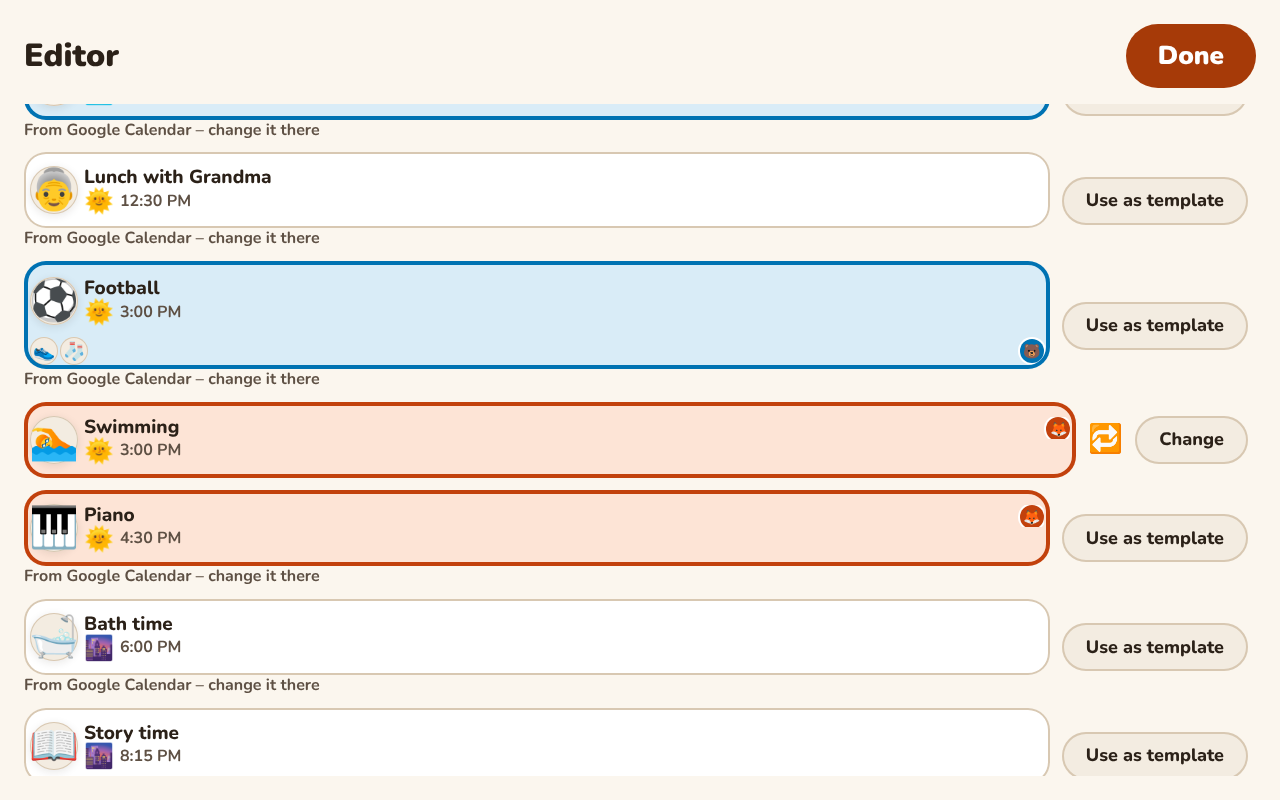 Editor
Done
From Google Calendar – change it there
Lunch with Grandma
12:30 PM
Use as template
From Google Calendar – change it there
Football
3:00 PM
Use as template
From Google Calendar – change it there
Swimming
3:00 PM
Change
Piano
4:30 PM
Use as template
From Google Calendar – change it there
Bath time
6:00 PM
Use as template
From Google Calendar – change it there
Story time
8:15 PM
Use as template